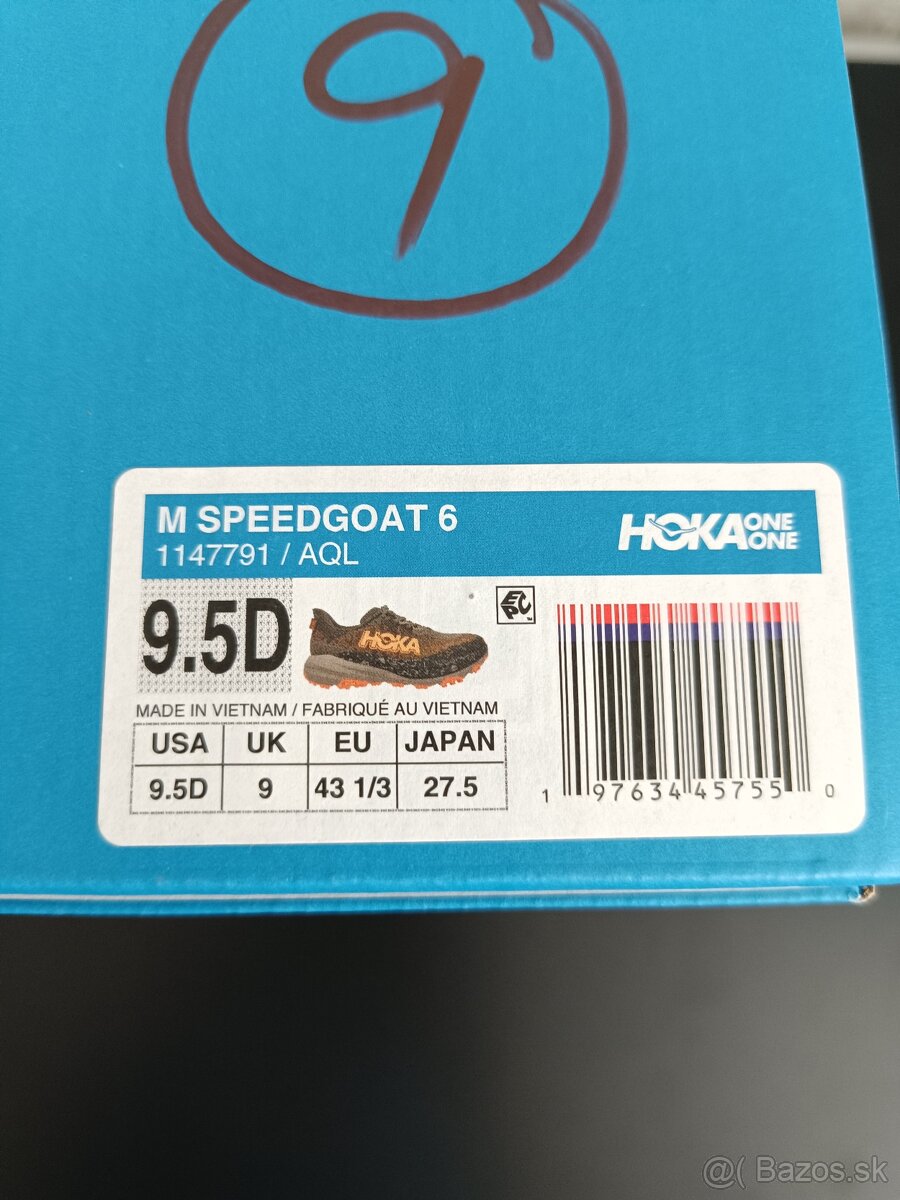 9
M SPEEDGOAT 6
1147791 / AQL
HOKA ONE ONE
9.5D
HOKA
EPC
MADE IN VIETNAM / FABRIQUÉ AU VIETNAM
USA UK EU JAPAN
9.5D 9 43 1/3 27.5
1 97634 45755 0
@( Bazos.sk